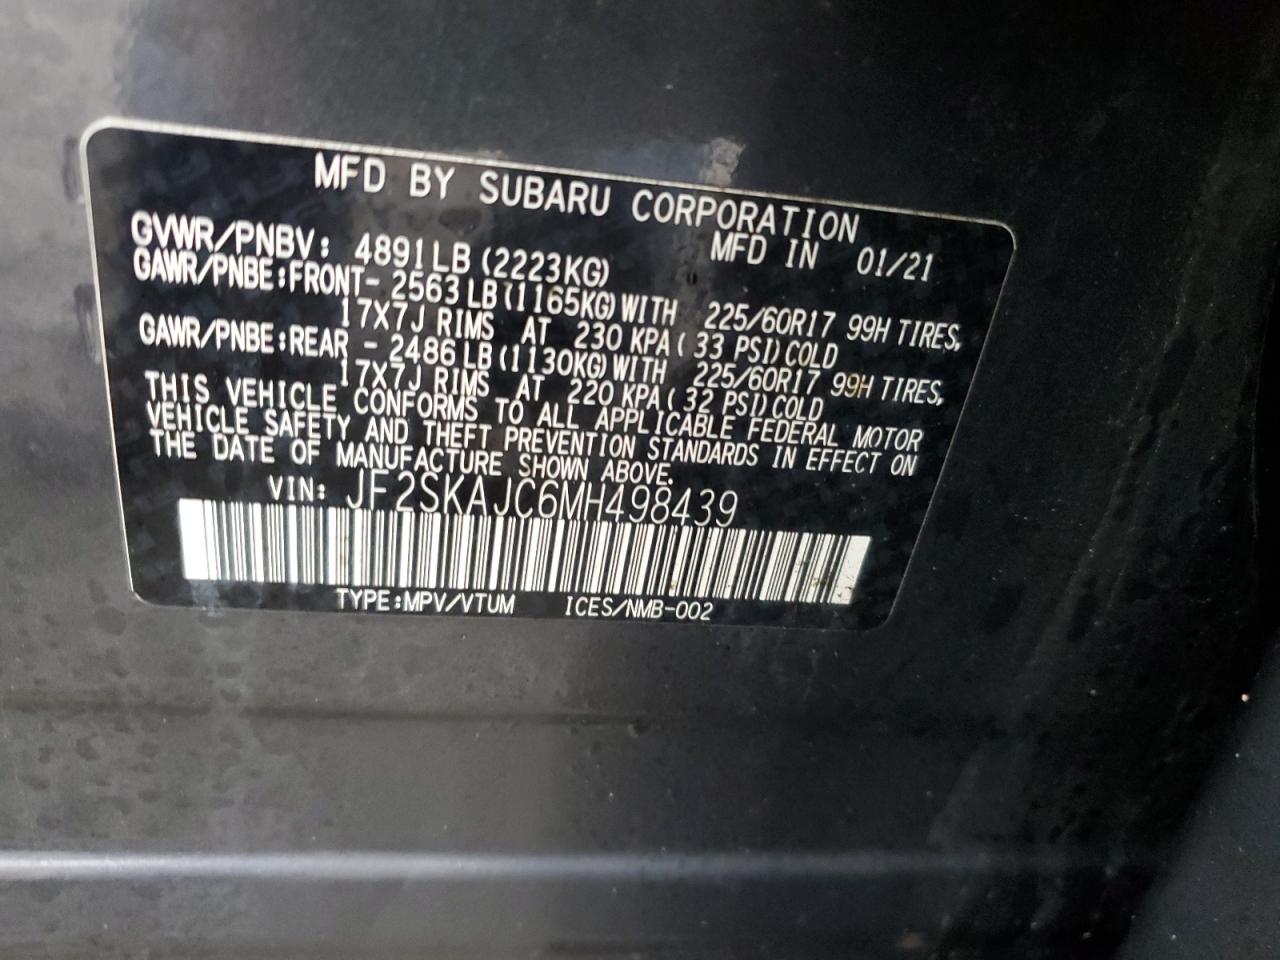 MFD BY SUBARU CORPORATION
GVWR/PNBV: 4891LB (2223KG) MFD IN 01/21
GAWR/PNBE:FRONT- 2563LB(1165KG)WITH 225/60R17 99H TIRES,
17X7J RIMS AT 230 KPA( 33 PSI)COLD
GAWR/PNBE:REAR - 2486LB(1130KG)WITH 225/60R17 99H TIRES,
17X7J RIMS AT 220 KPA( 32 PSI)COLD
THIS VEHICLE CONFORMS TO ALL APPLICABLE FEDERAL MOTOR
VEHICLE SAFETY AND THEFT PREVENTION STANDARDS IN EFFECT ON
THE DATE OF MANUFACTURE SHOWN ABOVE.
VIN: JF2SKAJC6MH498439
TYPE:MPV/VTUM ICES/NMB-002